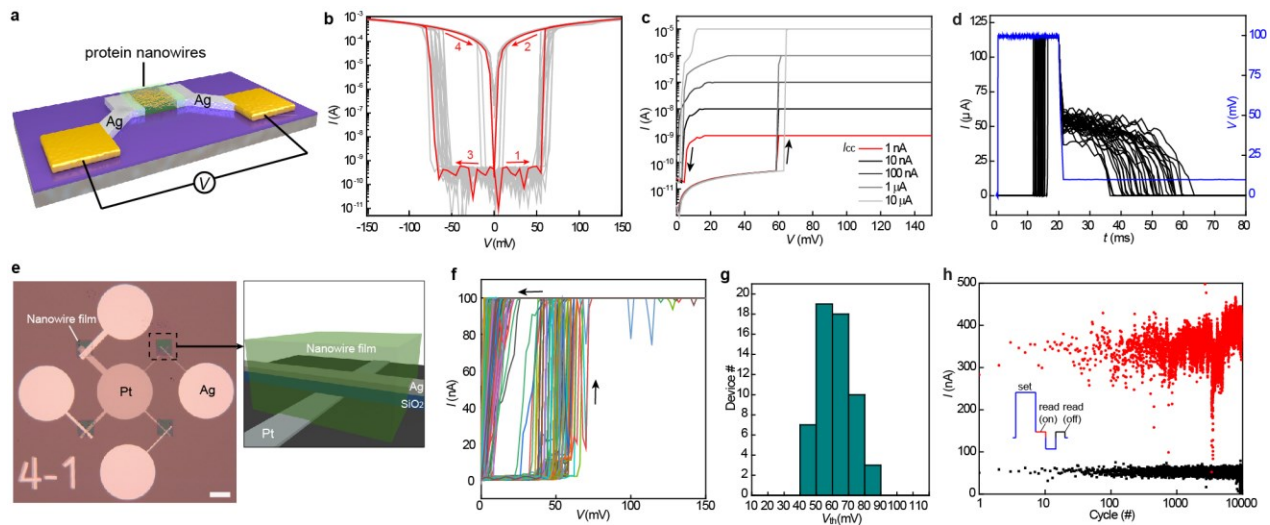 a
protein nanowires
Ag
Ag
V
b
I (A)
10⁻³
10⁻⁴
10⁻⁵
10⁻⁶
10⁻⁷
10⁻⁸
10⁻⁹
10⁻¹⁰
10⁻¹¹
4
2
3
1
-150 -100 -50 0 50 100 150
V(mV)
c
I (A)
10⁻⁴
10⁻⁵
10⁻⁶
10⁻⁷
10⁻⁸
10⁻⁹
10⁻¹⁰
10⁻¹¹
Icc
1 nA
10 nA
100 nA
1 µA
10 µA
0 20 40 60 80 100 120 140
V (mV)
d
I (µA)
125
100
75
50
25
0
100
75
50
25
0
V (mV)
0 10 20 30 40 50 60 70 80
t (ms)
e
Nanowire film
Pt
Ag
4-1
Nanowire film
Ag
SiO₂
Pt
f
I (nA)
100
80
60
40
20
0
0 50 100 150
V(mV)
g
Device #
20
18
16
14
12
10
8
6
4
2
0
10 20 30 40 50 60 70 80 90 100 110
Vth(mV)
h
I (nA)
500
400
300
200
100
0
set
read
(on)
read
(off)
1 10 100 1000 10000
Cycle (#)